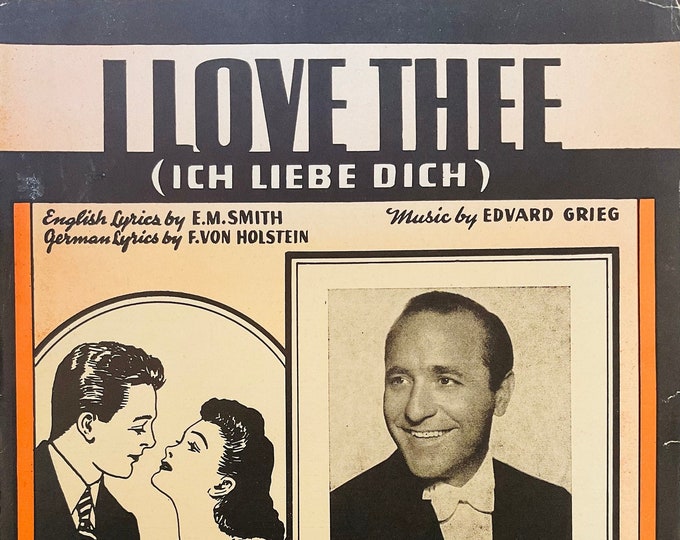 I LOVE THEE
(ICH LIEBE DICH)
English Lyrics by E.M. SMITH
German Lyrics by F. VON HOLSTEIN
Music by EDVARD GRIEG